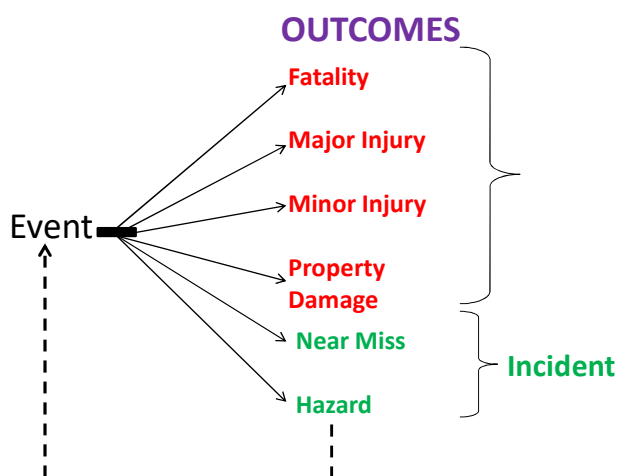 OUTCOMES
Fatality
Major Injury
Minor Injury
Event
Property
Damage
Near Miss
Incident
Hazard